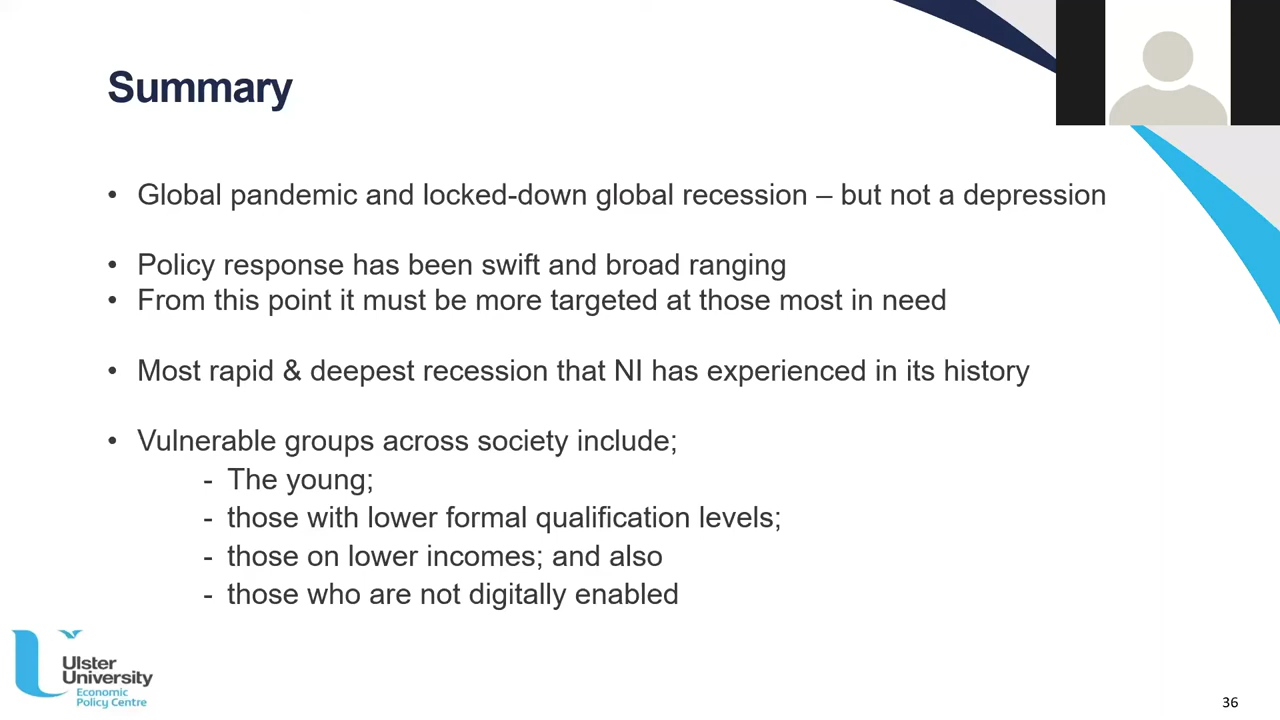 Summary
• Global pandemic and locked-down global recession – but not a depression
• Policy response has been swift and broad ranging
• From this point it must be more targeted at those most in need
• Most rapid & deepest recession that NI has experienced in its history
• Vulnerable groups across society include;
- The young;
- those with lower formal qualification levels;
- those on lower incomes; and also
- those who are not digitally enabled
Ulster
University
Economic
Policy Centre
36